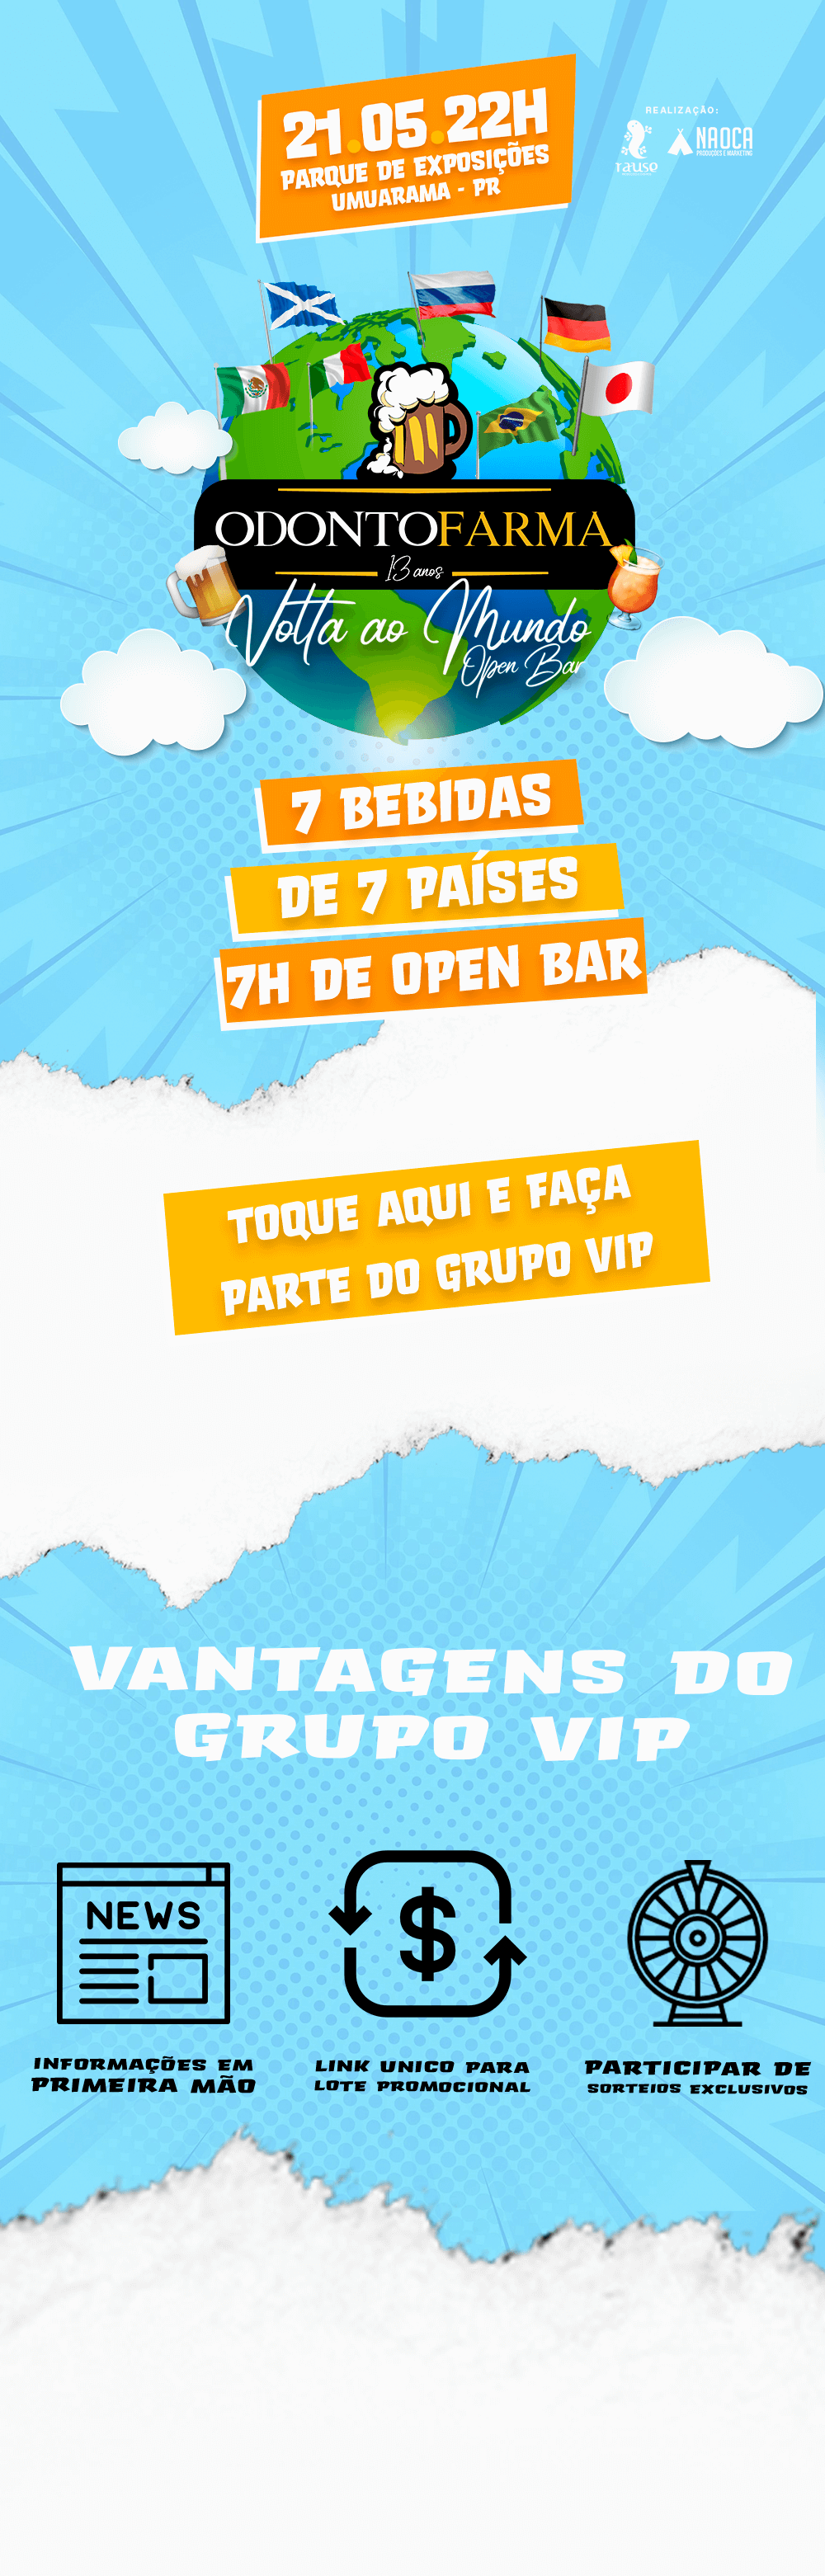 21.05.22H
PARQUE DE EXPOSIÇÕES
UMUARAMA - PR
REALIZAÇÃO:
rause
NAOCA
PRODUÇÕES E MARKETING
ODONTOFARMA
13 anos
Volta ao Mundo
Open Bar
7 BEBIDAS
DE 7 PAÍSES
7H DE OPEN BAR
TOQUE AQUI E FAÇA
PARTE DO GRUPO VIP
VANTAGENS DO
GRUPO VIP
NEWS
$
INFORMAÇÕES EM
PRIMEIRA MÃO
LINK UNICO PARA
LOTE PROMOCIONAL
PARTICIPAR DE
SORTEIOS EXCLUSIVOS